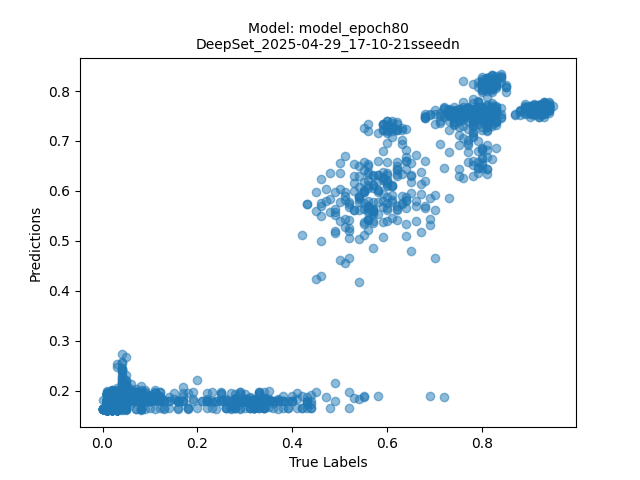 Model: model_epoch80
DeepSet_2025-04-29_17-10-21sseedn
0.8
0.7
0.6
0.5
0.4
0.3
0.2
Predictions
0.0 0.2 0.4 0.6 0.8
True Labels